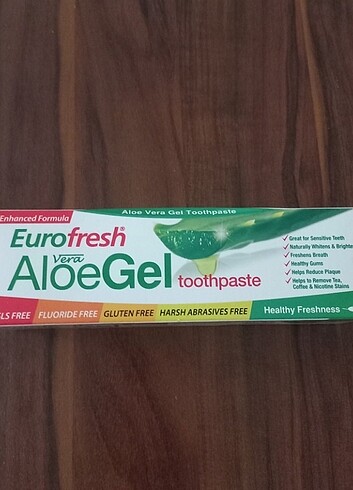 Enhanced Formula
Aloe Vera Gel Toothpaste
Eurofresh®
Vera
AloeGel toothpaste
✓ Great for Sensitive Teeth
✓ Naturally Whitens & Brighte
✓ Freshens Breath
✓ Healthy Gums
✓ Helps Reduce Plaque
✓ Helps to Remove Tea,
Coffee & Nicotine Stains
SLS FREE FLUORIDE FREE GLUTEN FREE HARSH ABRASIVES FREE Healthy Freshness